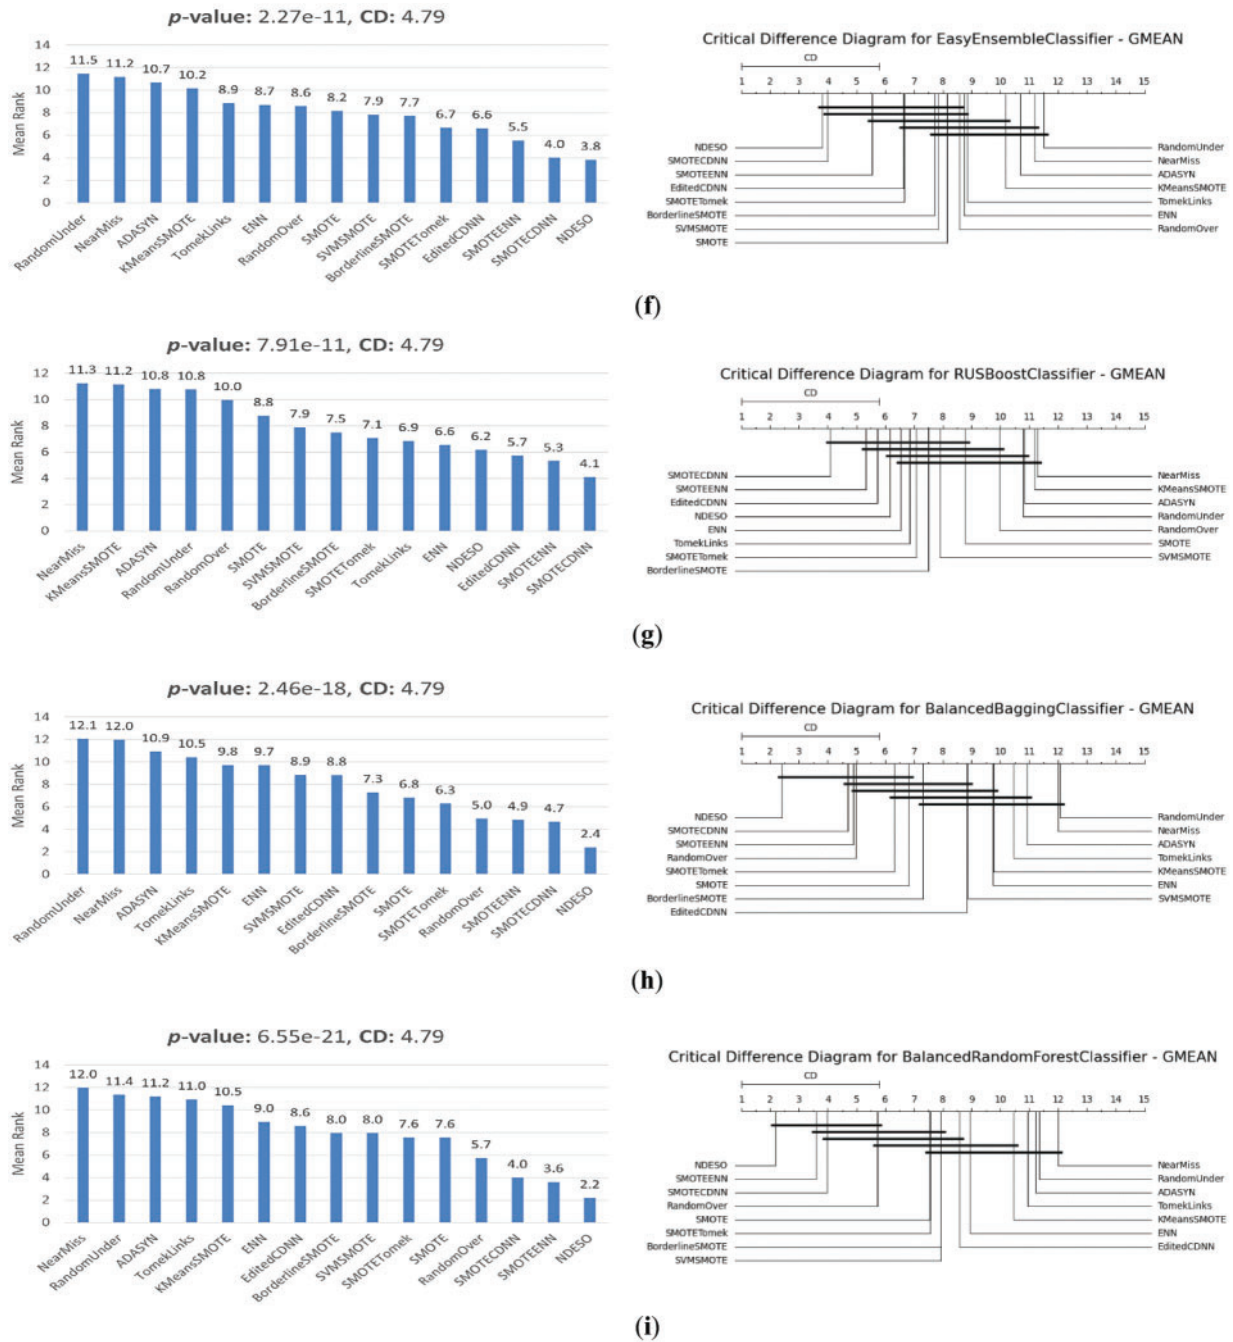 p-value: 2.27e-11, CD: 4.79
Mean Rank
14
12
10
8
6
4
2
0
11.5 11.2 10.7 10.2 8.9 8.7 8.6 8.2 7.9 7.7 6.7 6.6 5.5 4.0 3.8
RandomUnder NearMiss ADASYN KMeansSMOTE TomekLinks ENN RandomOver SMOTE SVMSMOTE BorderlineSMOTE SMOTETomek EditedCDNN SMOTEENN SMOTECDNN NDESO
Critical Difference Diagram for EasyEnsembleClassifier - GMEAN
CD
1 2 3 4 5 6 7 8 9 10 11 12 13 14 15
NDESO RandomUnder
SMOTECDNN NearMiss
SMOTEENN ADASYN
EditedCDNN KMeansSMOTE
SMOTETomek TomekLinks
BorderlineSMOTE ENN
SVMSMOTE RandomOver
SMOTE
(f)
p-value: 7.91e-11, CD: 4.79
Mean Rank
12
10
8
6
4
2
0
11.3 11.2 10.8 10.8 10.0 8.8 7.9 7.5 7.1 6.9 6.6 6.2 5.7 5.3 4.1
NearMiss KMeansSMOTE ADASYN RandomUnder RandomOver SMOTE SVMSMOTE BorderlineSMOTE SMOTETomek TomekLinks ENN NDESO EditedCDNN SMOTEENN SMOTECDNN
Critical Difference Diagram for RUSBoostClassifier - GMEAN
CD
1 2 3 4 5 6 7 8 9 10 11 12 13 14 15
SMOTECDNN NearMiss
SMOTEENN KMeansSMOTE
EditedCDNN ADASYN
NDESO RandomUnder
ENN RandomOver
TomekLinks SMOTE
SMOTETomek SVMSMOTE
BorderlineSMOTE
(g)
p-value: 2.46e-18, CD: 4.79
Mean Rank
14
12
10
8
6
4
2
0
12.1 12.0 10.9 10.5 9.8 9.7 8.9 8.8 7.3 6.8 6.3 5.0 4.9 4.7 2.4
RandomUnder NearMiss ADASYN TomekLinks KMeansSMOTE ENN SVMSMOTE EditedCDNN BorderlineSMOTE SMOTE SMOTETomek RandomOver SMOTEENN SMOTECDNN NDESO
Critical Difference Diagram for BalancedBaggingClassifier - GMEAN
CD
1 2 3 4 5 6 7 8 9 10 11 12 13 14 15
NDESO RandomUnder
SMOTECDNN NearMiss
SMOTEENN ADASYN
RandomOver TomekLinks
SMOTETomek KMeansSMOTE
SMOTE ENN
BorderlineSMOTE SVMSMOTE
EditedCDNN
(h)
p-value: 6.55e-21, CD: 4.79
Mean Rank
14
12
10
8
6
4
2
0
12.0 11.4 11.2 11.0 10.5 9.0 8.6 8.0 8.0 7.6 7.6 5.7 4.0 3.6 2.2
NearMiss RandomUnder ADASYN TomekLinks KMeansSMOTE ENN EditedCDNN BorderlineSMOTE SVMSMOTE SMOTETomek SMOTE RandomOver SMOTECDNN SMOTEENN NDESO
Critical Difference Diagram for BalancedRandomForestClassifier - GMEAN
CD
1 2 3 4 5 6 7 8 9 10 11 12 13 14 15
NDESO NearMiss
SMOTEENN RandomUnder
SMOTECDNN ADASYN
RandomOver TomekLinks
SMOTE KMeansSMOTE
SMOTETomek ENN
BorderlineSMOTE EditedCDNN
SVMSMOTE
(i)